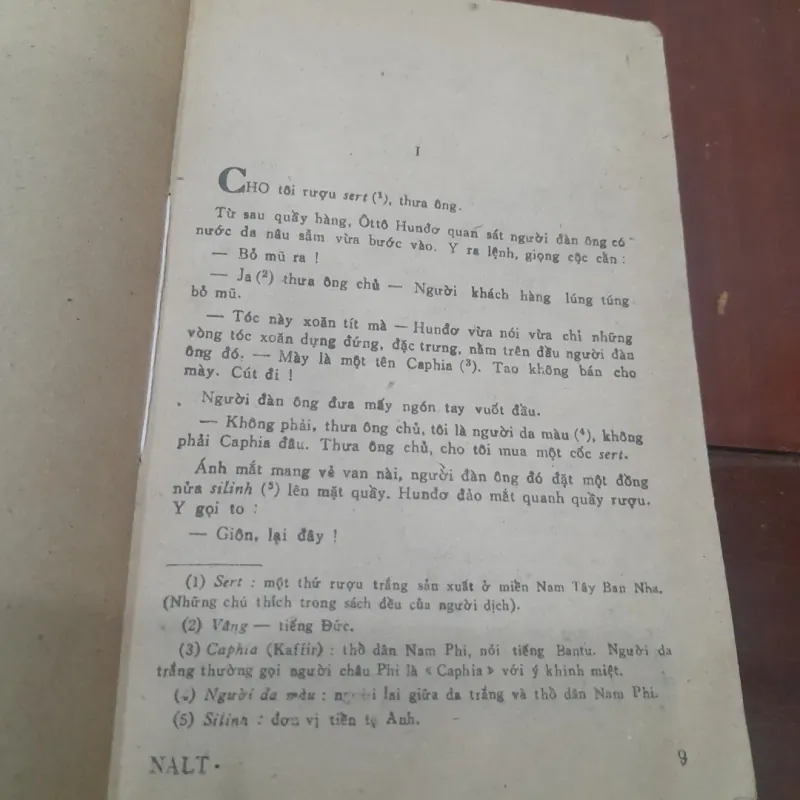 I
CHO tôi rượu sert (¹), thưa ông.
Từ sau quầy hàng, Ôttô Hunđơ quan sát người đàn ông có
nước da nâu sẫm vừa bước vào. Y ra lệnh, giọng cộc cằn :
— Bỏ mũ ra !
— Ja (²) thưa ông chủ — Người khách hàng lúng túng
bỏ mũ.
— Tóc này xoăn tít mà — Hunđơ vừa nói vừa chỉ những
vòng tóc xoăn dựng đứng, đặc trưng, nằm trên đầu người đàn
ông đó. — Mày là một tên Caphia (³). Tao không bán cho
mày. Cút đi !
Người đàn ông đưa mấy ngón tay vuốt đầu.
— Không phải, thưa ông chủ, tôi là người da màu (⁴), không
phải Caphia đâu. Thưa ông chủ, cho tôi mua một cốc sert.
Ánh mắt mang vẻ van nài, người đàn ông đó đặt một đồng
nửa silinh (⁵) lên mặt quầy. Hunđơ đảo mắt quanh quầy rượu.
Y gọi to :
— Giôn, lại đây !
(1) Sert : một thứ rượu trắng sản xuất ở miền Nam Tây Ban Nha.
(Những chú thích trong sách đều của người dịch).
(2) Vâng — tiếng Đức.
(3) Caphia (Kaffir) : thổ dân Nam Phi, nói tiếng Bantu. Người da
trắng thường gọi người châu Phi là « Caphia » với ý khinh miệt.
Người da màu : người lai giữa da trắng và thổ dân Nam Phi.
(5) Silinh : đơn vị tiền tệ Anh.
NALT -
9